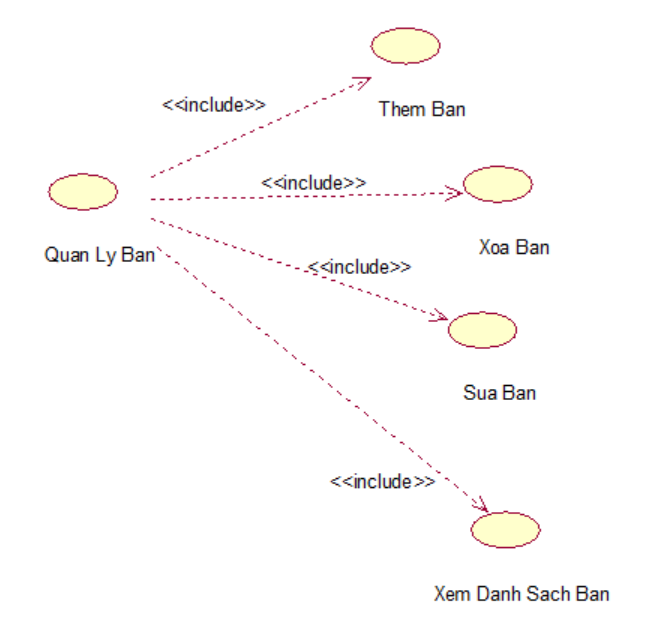 <<include>>
Them Ban
<<include>>
Xoa Ban
Quan Ly Ban
<<include>>
Sua Ban
<<include>>
Xem Danh Sach Ban